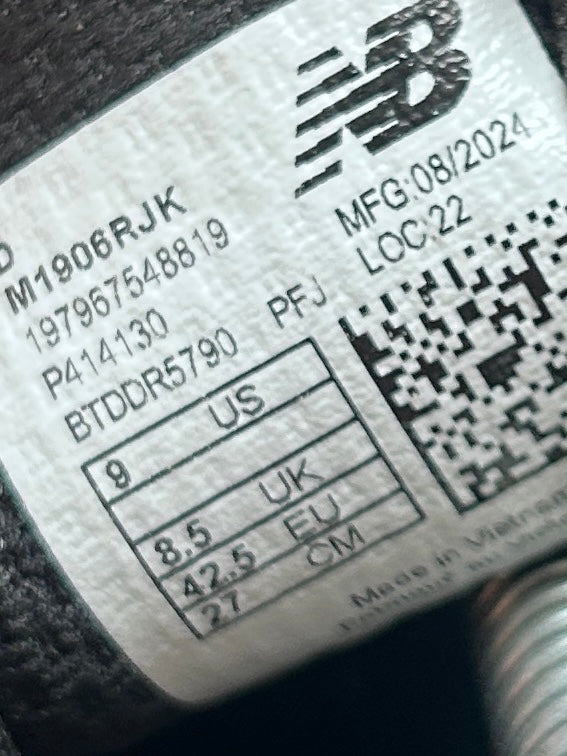 NB
D
M1906RJK
197967548819
P414130
BTDDR5790 PFJ
MFG:08/2024
LOC:22
9 US
8.5 UK
42.5 EU
27 CM
Made in Vietnam